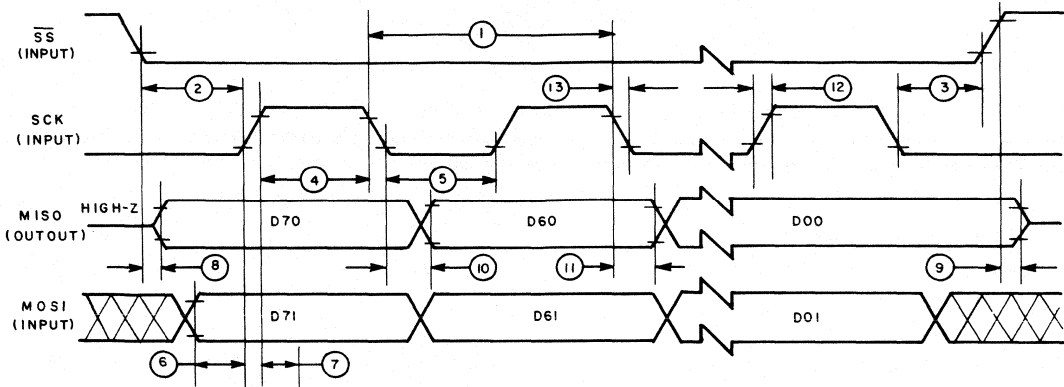 SS
(INPUT)
1
2
13
12
3
SCK
(INPUT)
4
5
HIGH-Z
MISO
(OUTOUT)
D70
D60
D00
8
10
11
9
MOSI
(INPUT)
D71
D61
D01
6
7